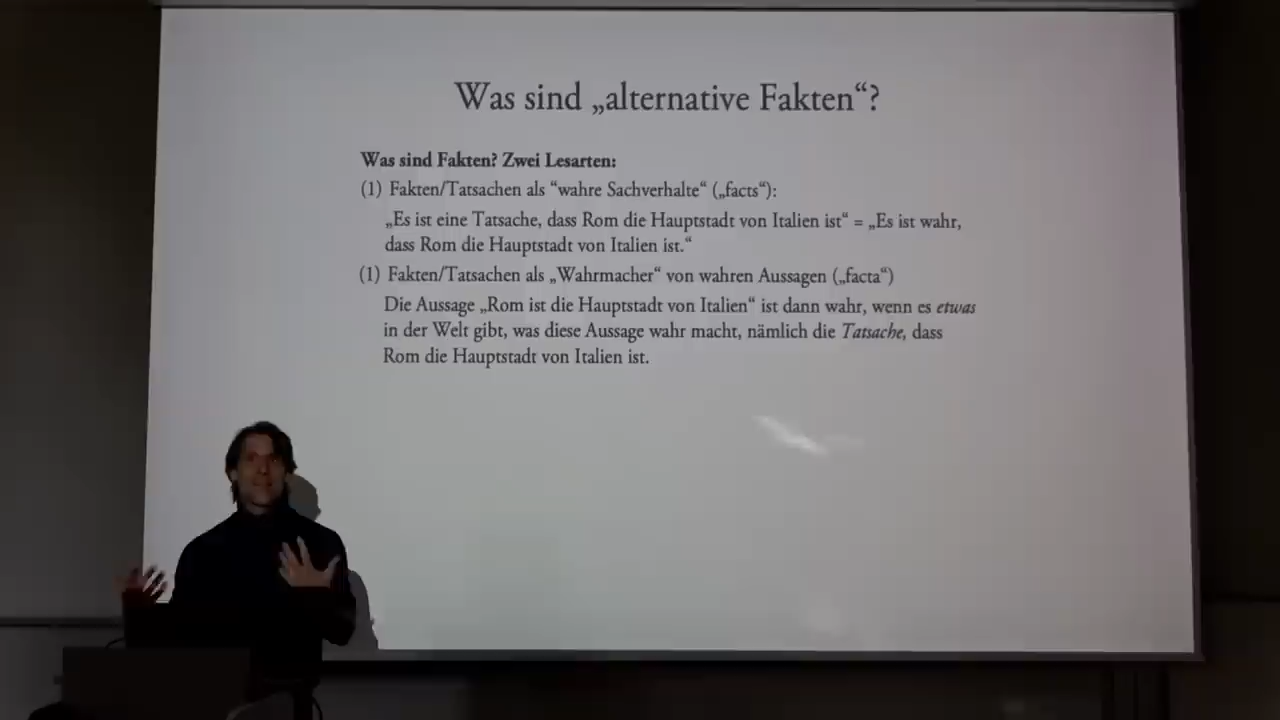 Was sind „alternative Fakten“?
Was sind Fakten? Zwei Lesarten:
(1) Fakten/Tatsachen als “wahre Sachverhalte“ („facts“):
„Es ist eine Tatsache, dass Rom die Hauptstadt von Italien ist“ = „Es ist wahr,
dass Rom die Hauptstadt von Italien ist.“
(1) Fakten/Tatsachen als „Wahrmacher“ von wahren Aussagen („facta“)
Die Aussage „Rom ist die Hauptstadt von Italien“ ist dann wahr, wenn es etwas
in der Welt gibt, was diese Aussage wahr macht, nämlich die Tatsache, dass
Rom die Hauptstadt von Italien ist.